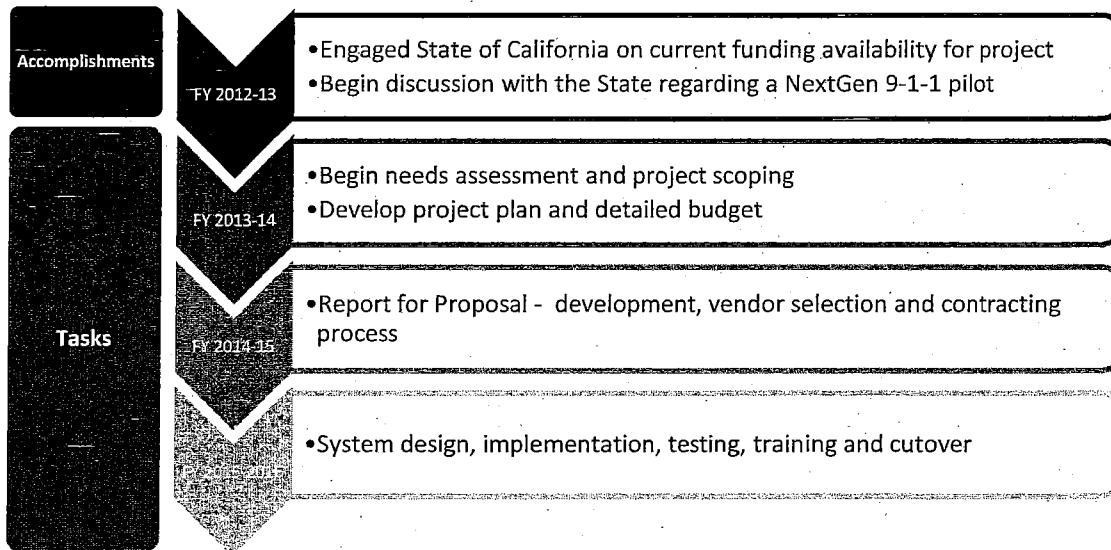 Accomplishments
FY 2012-13
•Engaged State of California on current funding availability for project
•Begin discussion with the State regarding a NextGen 9-1-1 pilot
Tasks
FY 2013-14
•Begin needs assessment and project scoping
•Develop project plan and detailed budget
FY 2014-15
•Report for Proposal - development, vendor selection and contracting
process
•System design, implementation, testing, training and cutover